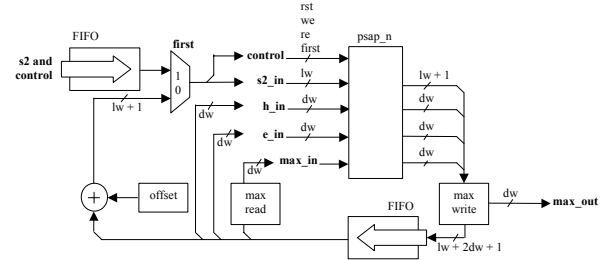 rst
we
re
first
psap_n
FIFO
first
s2 and
control
1
0
control
s2_in
lw
h_in
dw
e_in
dw
max_in
dw
dw
dw
lw + 1
lw + 1
dw
dw
dw
+
offset
max
read
FIFO
max
write
dw
max_out
lw + 2dw + 1